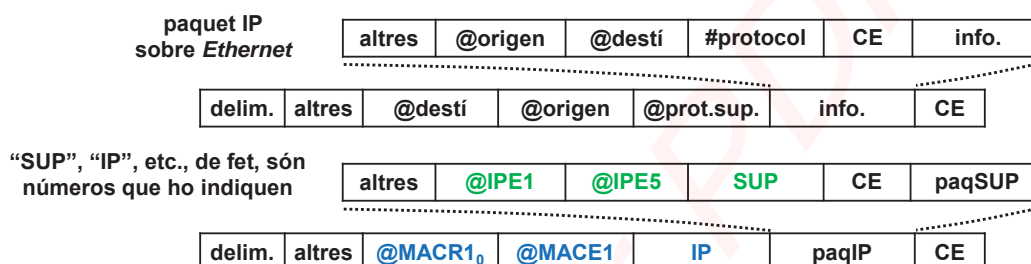 paquet IP
sobre Ethernet
altres @origen @destí #protocol CE info.
delim. altres @destí @origen @prot.sup. info. CE
“SUP”, “IP”, etc., de fet, són
números que ho indiquen
altres @IPE1 @IPE5 SUP CE paqSUP
delim. altres @MACR1₀ @MACE1 IP paqIP CE